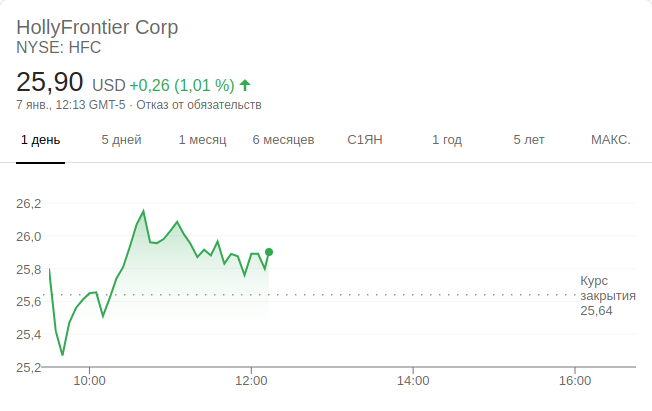 HollyFrontier Corp
NYSE: HFC
25,90 USD +0,26 (1,01 %)
7 янв., 12:13 GMT-5 · Отказ от обязательств
1 день 5 дней 1 месяц 6 месяцев С1ЯН 1 год 5 лет МАКС.
26,2
26,0
25,8
Курс
закрытия
25,64
25,6
25,4
25,2
10:00 12:00 14:00 16:00